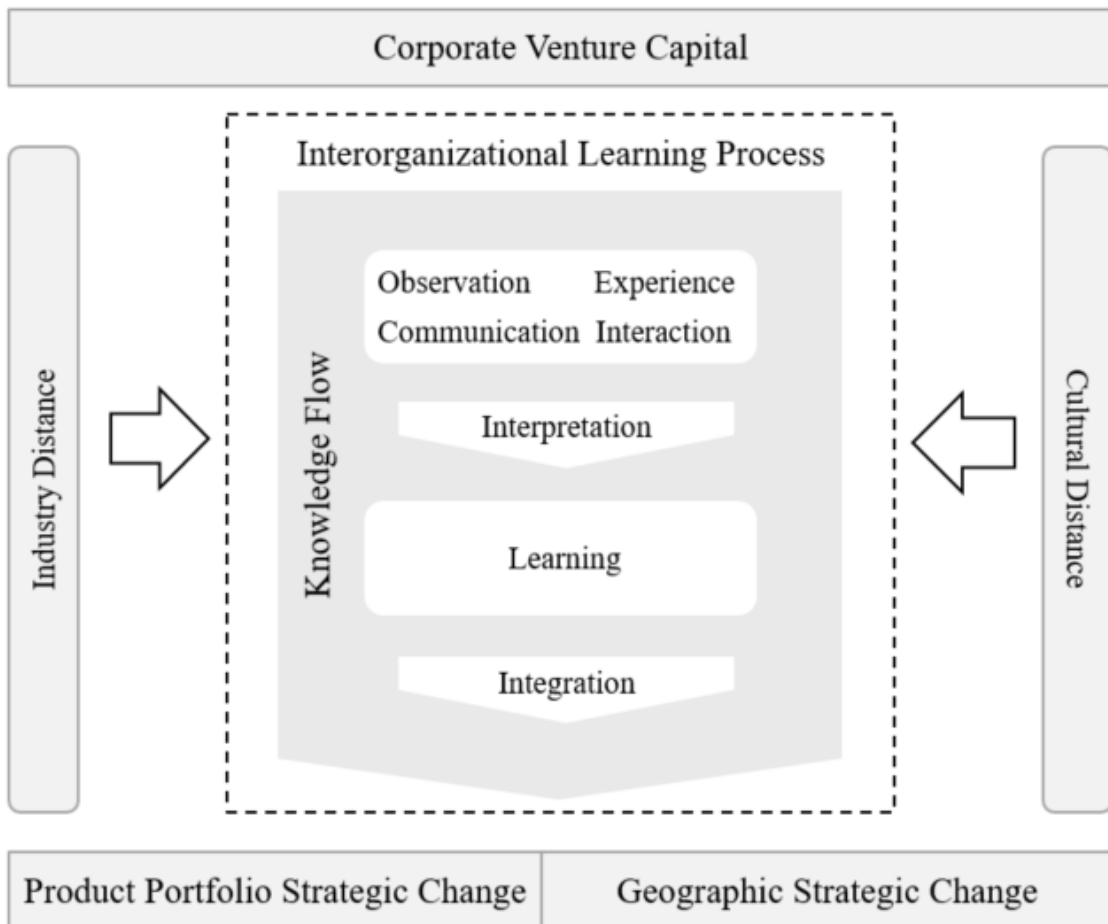 Corporate Venture Capital
Interorganizational Learning Process
Observation Experience
Communication Interaction
Interpretation
Knowledge Flow
Learning
Integration
Industry Distance
Cultural Distance
Product Portfolio Strategic Change
Geographic Strategic Change